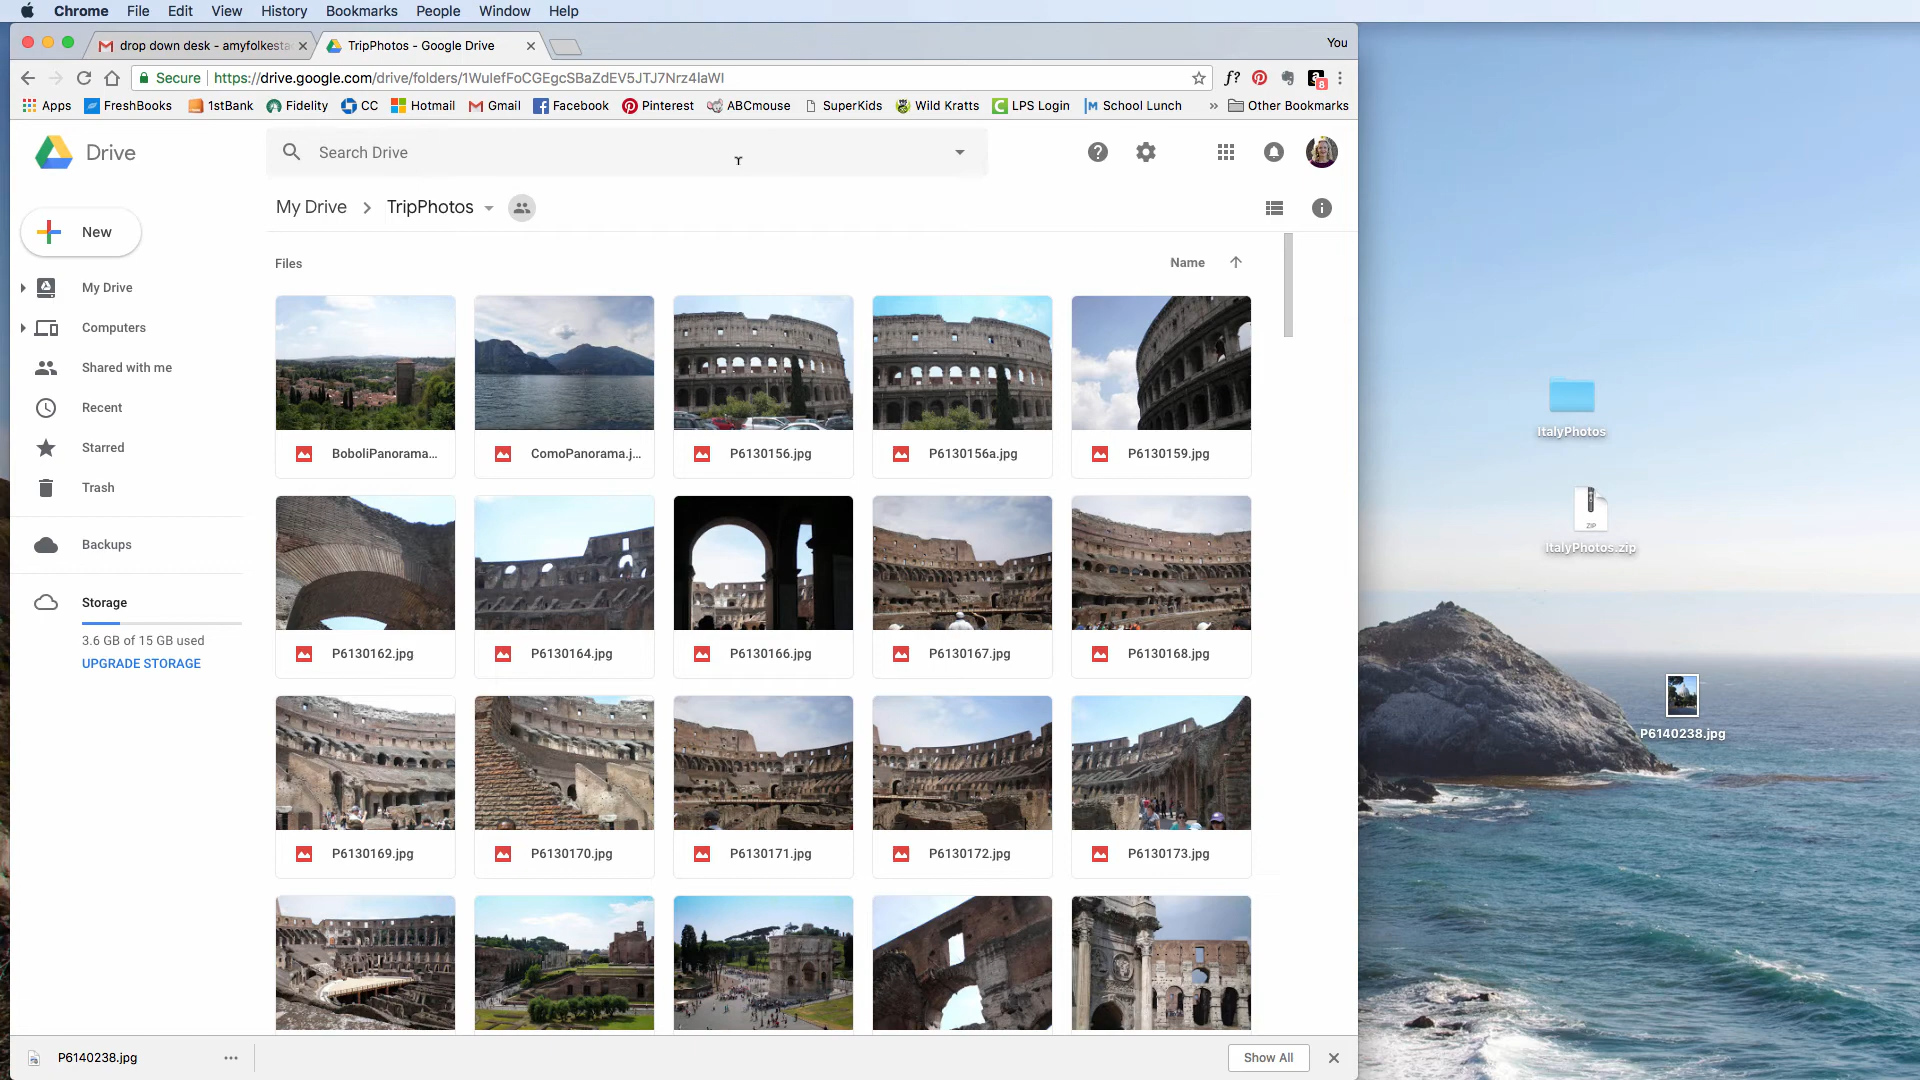 Chrome File Edit View History Bookmarks People Window Help
drop down desk - amyfolkesta
TripPhotos - Google Drive
You
Secure https://drive.google.com/drive/folders/1WulefFoCGEgcSBaZdEV5JTJ7Nrz4laWI
f?
8
Apps FreshBooks 1stBank Fidelity CC Hotmail Gmail Facebook Pinterest ABCmouse SuperKids Wild Kratts LPS Login School Lunch » Other Bookmarks
Drive
Search Drive
My Drive > TripPhotos
New
My Drive
Computers
Shared with me
Recent
Starred
Trash
Backups
Storage
3.6 GB of 15 GB used
UPGRADE STORAGE
Files
Name
BoboliPanorama... ComoPanorama.j... P6130156.jpg P6130156a.jpg P6130159.jpg
P6130162.jpg P6130164.jpg P6130166.jpg P6130167.jpg P6130168.jpg
P6130169.jpg P6130170.jpg P6130171.jpg P6130172.jpg P6130173.jpg
ItalyPhotos
ZIP
ItalyPhotos.zip
P6140238.jpg
P6140238.jpg
Show All